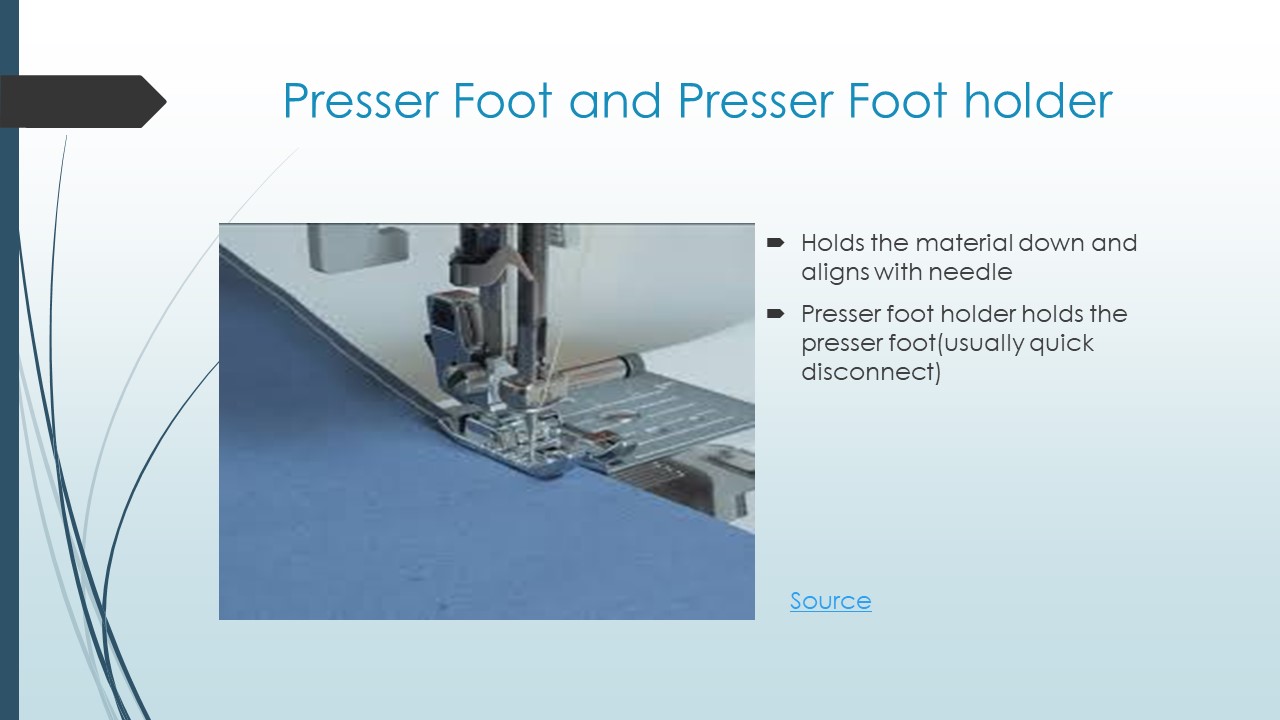 Presser Foot and Presser Foot holder
Holds the material down and
aligns with needle
Presser foot holder holds the
presser foot(usually quick
disconnect)
Source